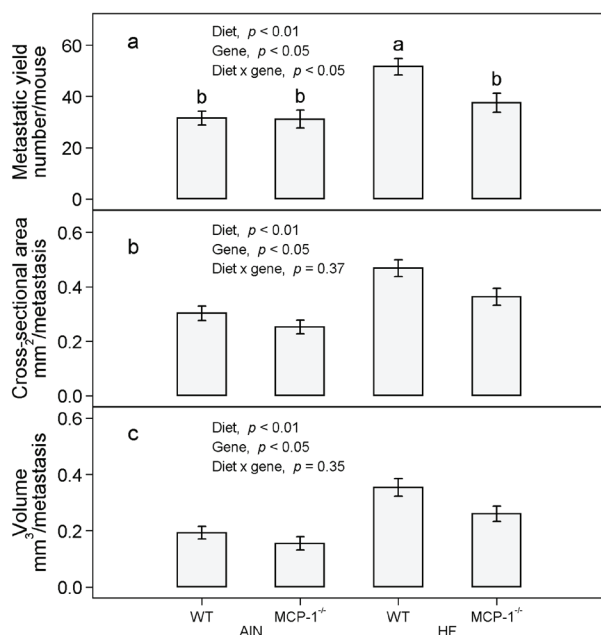 a
Diet, p < 0.01
Gene, p < 0.05
Diet x gene, p < 0.05
Metastatic yield
number/mouse
60
40
20
0
b
b
a
b
b
Diet, p < 0.01
Gene, p < 0.05
Diet x gene, p = 0.37
Cross-sectional area
mm²/metastasis
0.6
0.4
0.2
0.0
c
Diet, p < 0.01
Gene, p < 0.05
Diet x gene, p = 0.35
Volume
mm³/metastasis
0.6
0.4
0.2
0.0
WT MCP-1⁻/⁻ WT MCP-1⁻/⁻
AIN HF